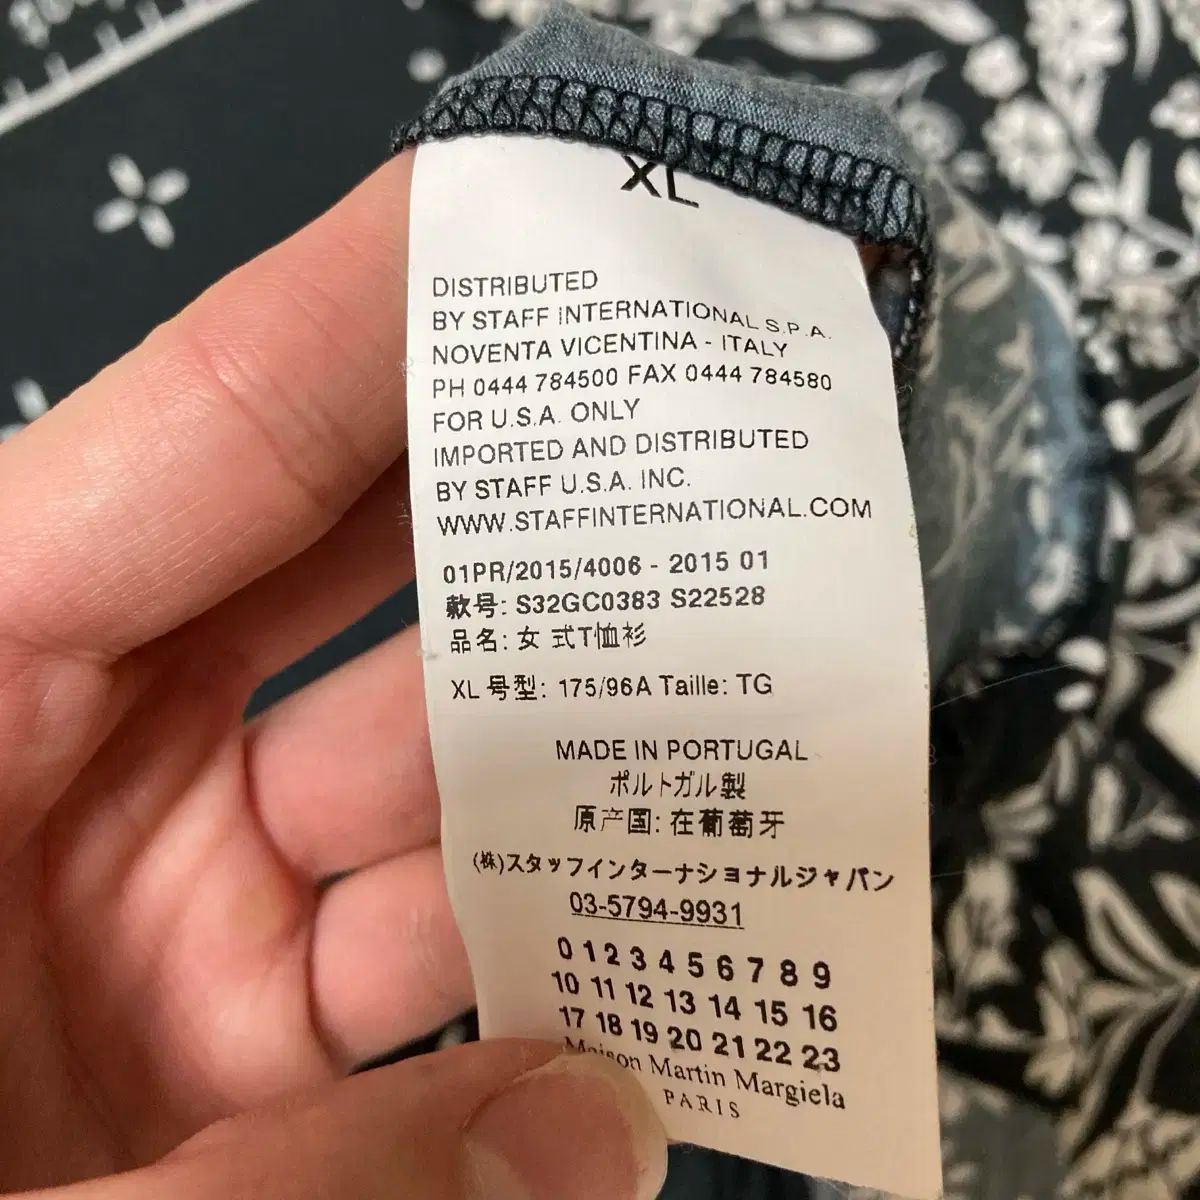 XL
DISTRIBUTED
BY STAFF INTERNATIONAL S.P.A.
NOVENTA VICENTINA - ITALY
PH 0444 784500 FAX 0444 784580
FOR U.S.A. ONLY
IMPORTED AND DISTRIBUTED
BY STAFF U.S.A. INC.
WWW.STAFFINTERNATIONAL.COM
01PR/2015/4006 - 2015 01
款号: S32GC0383 S22528
品名: 女 式T恤衫
XL 号型: 175/96A Taille: TG
MADE IN PORTUGAL
ポルトガル製
原产国: 在葡萄牙
(株)スタッフインターナショナルジャパン
03-5794-9931
0 1 2 3 4 5 6 7 8 9
10 11 12 13 14 15 16
17 18 19 20 21 22 23
Maison Martin Margiela
PARIS